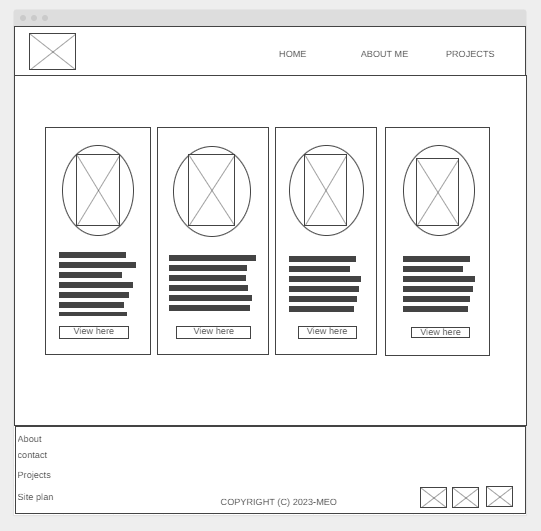 HOME ABOUT ME PROJECTS
View here View here View here View here
About
contact
Projects
Site plan
COPYRIGHT (C) 2023-MEO